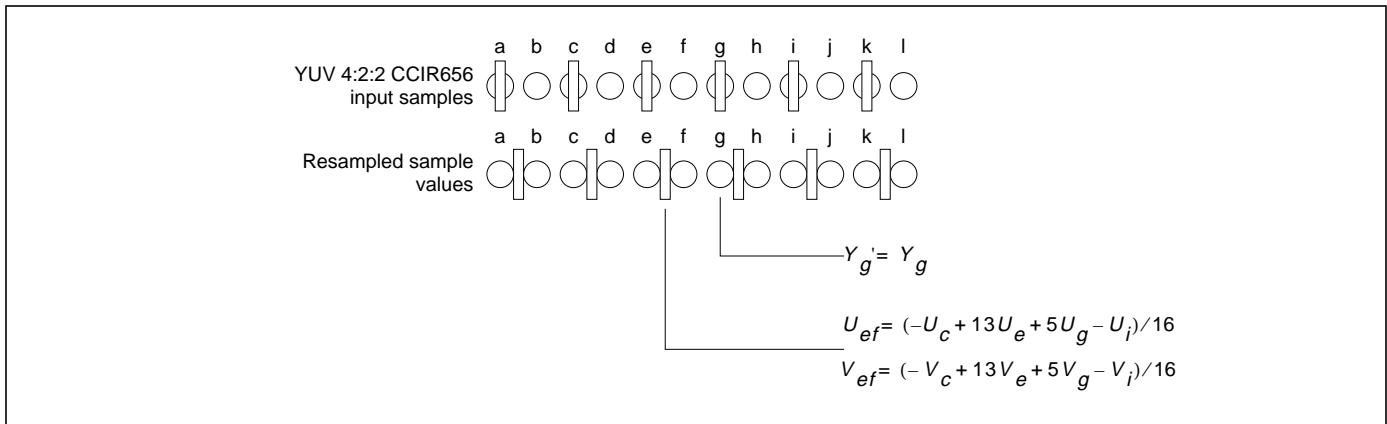 a b c d e f g h i j k l
YUV 4:2:2 CCIR656
input samples
a b c d e f g h i j k l
Resampled sample
values
Y_g' = Y_g
U_ef = (–U_c + 13U_e + 5U_g – U_i)/16
V_ef = (–V_c + 13V_e + 5V_g – V_i)/16